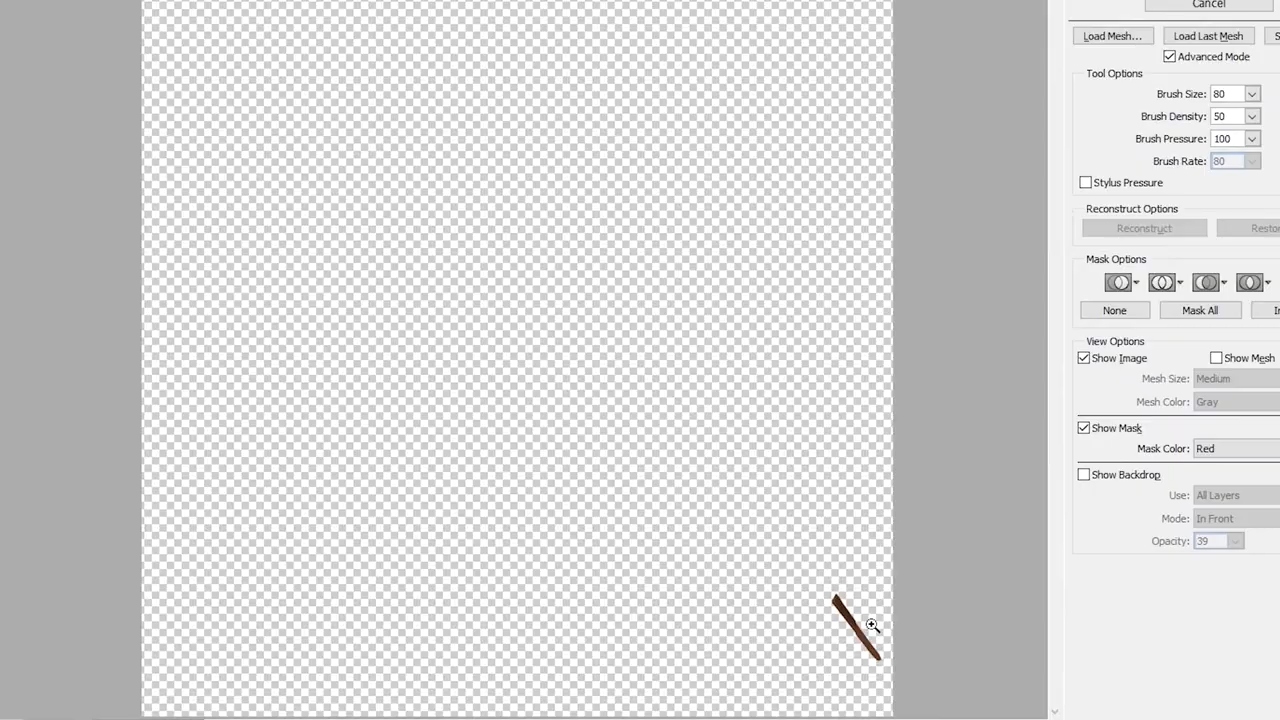 Cancel
Load Mesh... Load Last Mesh
Advanced Mode
Tool Options
Brush Size: 80
Brush Density: 50
Brush Pressure: 100
Brush Rate: 80
Stylus Pressure
Reconstruct Options
Reconstruct Resto
Mask Options
None Mask All In
View Options
Show Image Show Mesh
Mesh Size: Medium
Mesh Color: Gray
Show Mask
Mask Color: Red
Show Backdrop
Use: All Layers
Mode: In Front
Opacity: 39